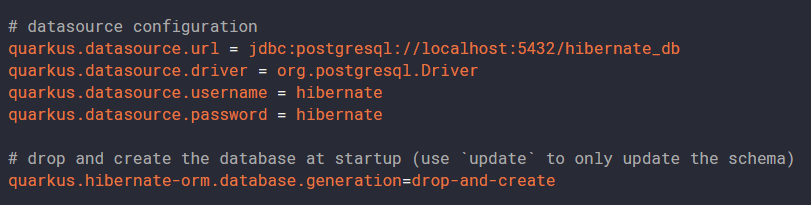 # datasource configuration
quarkus.datasource.url = jdbc:postgresql://localhost:5432/hibernate_db
quarkus.datasource.driver = org.postgresql.Driver
quarkus.datasource.username = hibernate
quarkus.datasource.password = hibernate

# drop and create the database at startup (use `update` to only update the schema)
quarkus.hibernate-orm.database.generation=drop-and-create